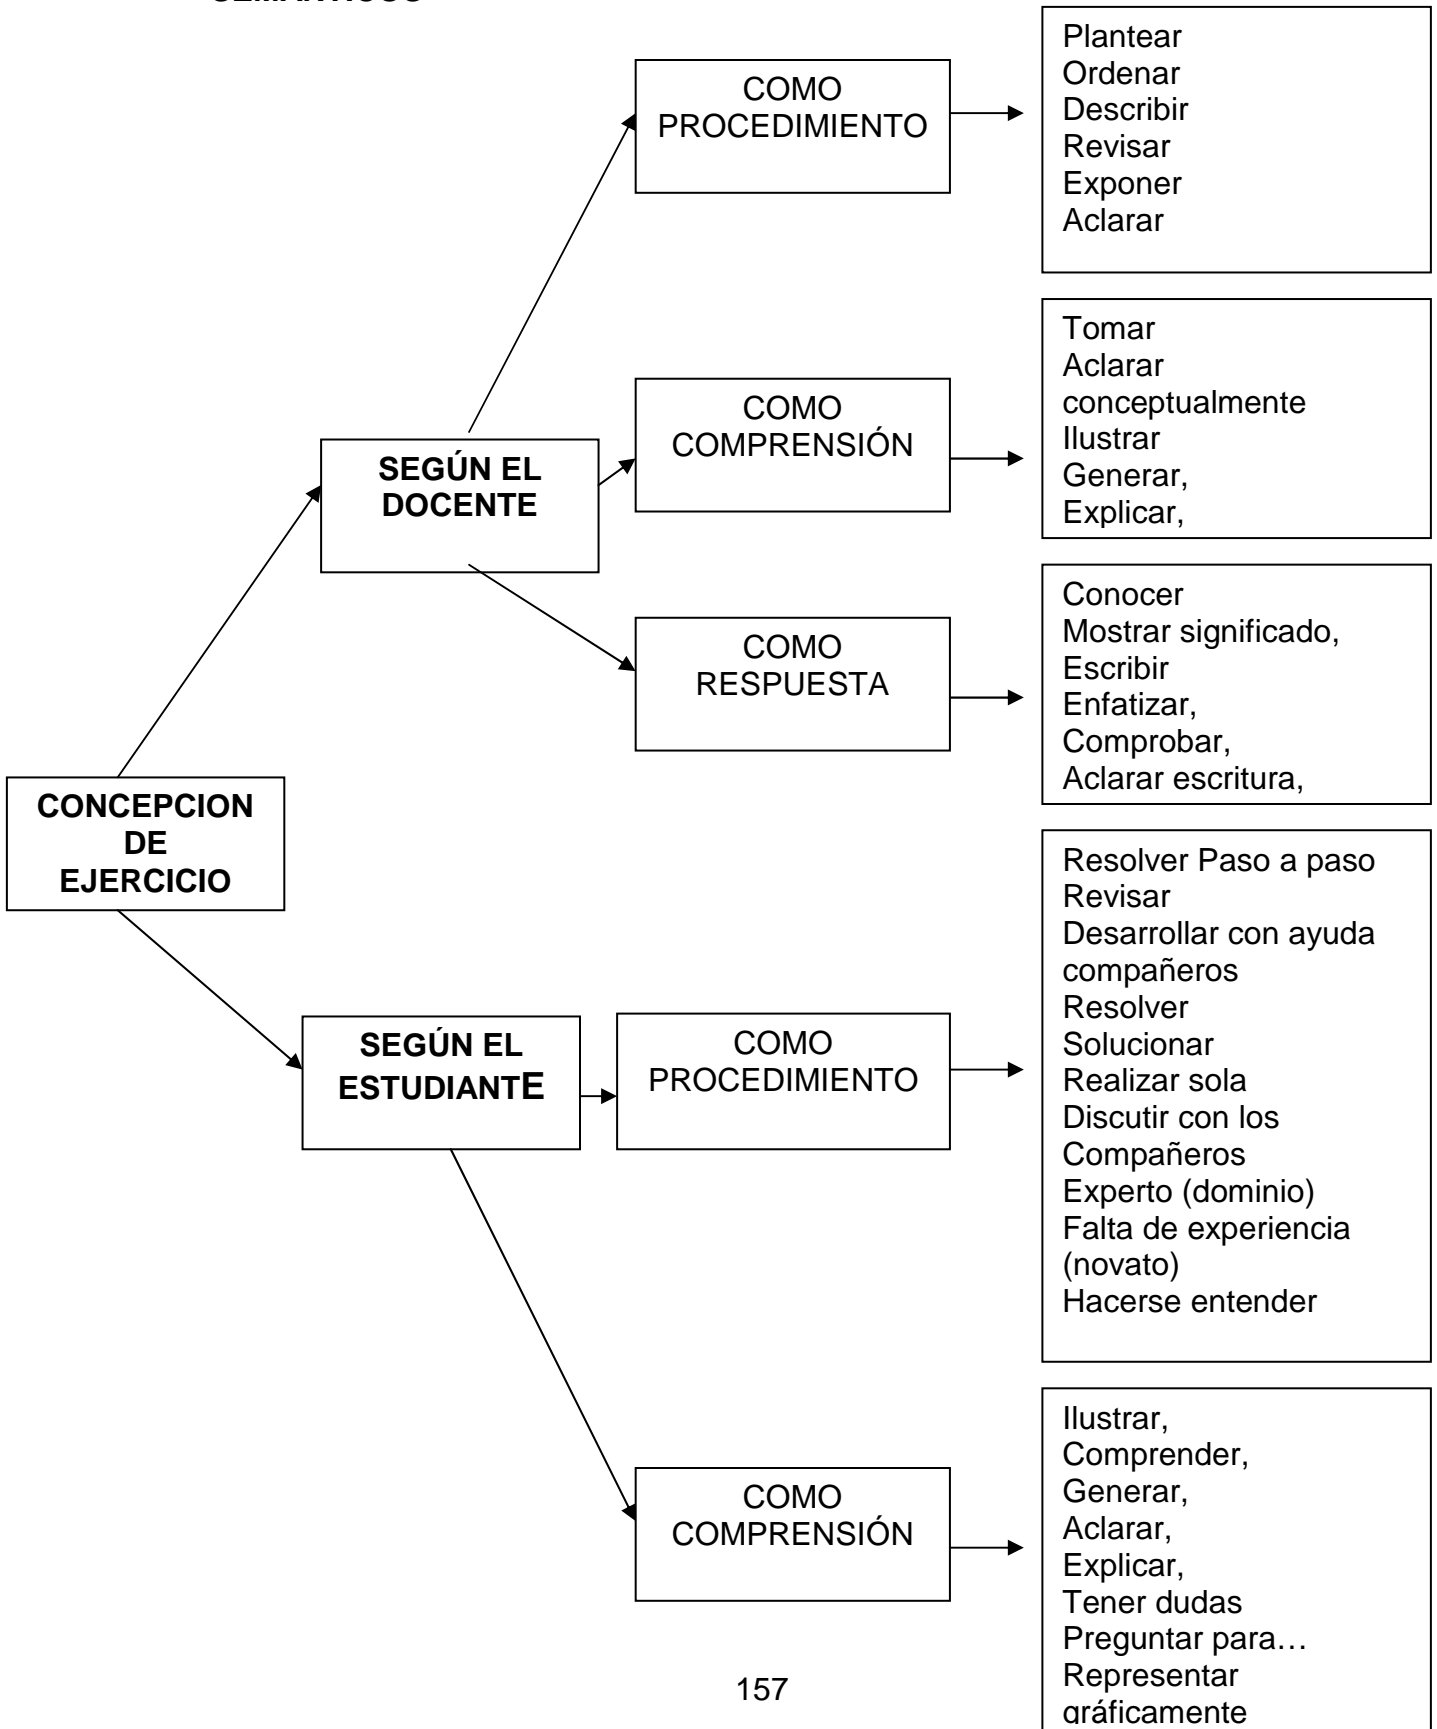 COMO
PROCEDIMIENTO
Plantear
Ordenar
Describir
Revisar
Exponer
Aclarar
SEGÚN EL
DOCENTE
COMO
COMPRENSIÓN
Tomar
Aclarar
conceptualmente
Ilustrar
Generar,
Explicar,
COMO
RESPUESTA
Conocer
Mostrar significado,
Escribir
Enfatizar,
Comprobar,
Aclarar escritura,
CONCEPCION
DE
EJERCICIO
SEGÚN EL
ESTUDIANTE
COMO
PROCEDIMIENTO
Resolver Paso a paso
Revisar
Desarrollar con ayuda
compañeros
Resolver
Solucionar
Realizar sola
Discutir con los
Compañeros
Experto (dominio)
Falta de experiencia
(novato)
Hacerse entender
COMO
COMPRENSIÓN
Ilustrar,
Comprender,
Generar,
Aclarar,
Explicar,
Tener dudas
Preguntar para…
Representar
gráficamente
157